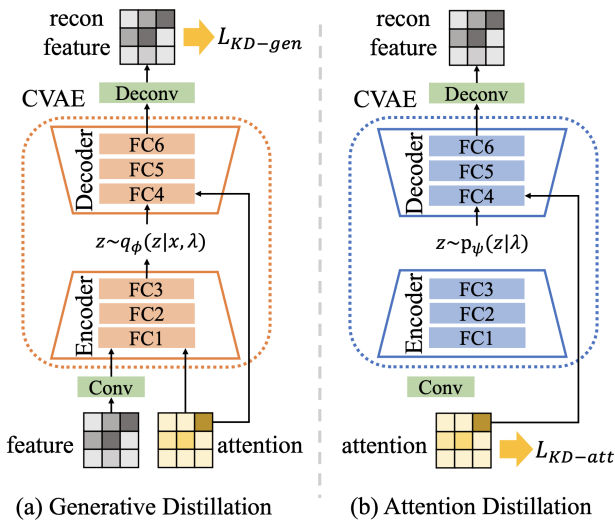 recon
feature
L_{KD-gen}
Deconv
CVAE
Decoder
FC6
FC5
FC4
z~q_ϕ(z|x, λ)
Encoder
FC3
FC2
FC1
Conv
feature
attention
(a) Generative Distillation
recon
feature
Deconv
CVAE
Decoder
FC6
FC5
FC4
z~p_ψ(z|λ)
Encoder
FC3
FC2
FC1
Conv
attention
L_{KD-att}
(b) Attention Distillation